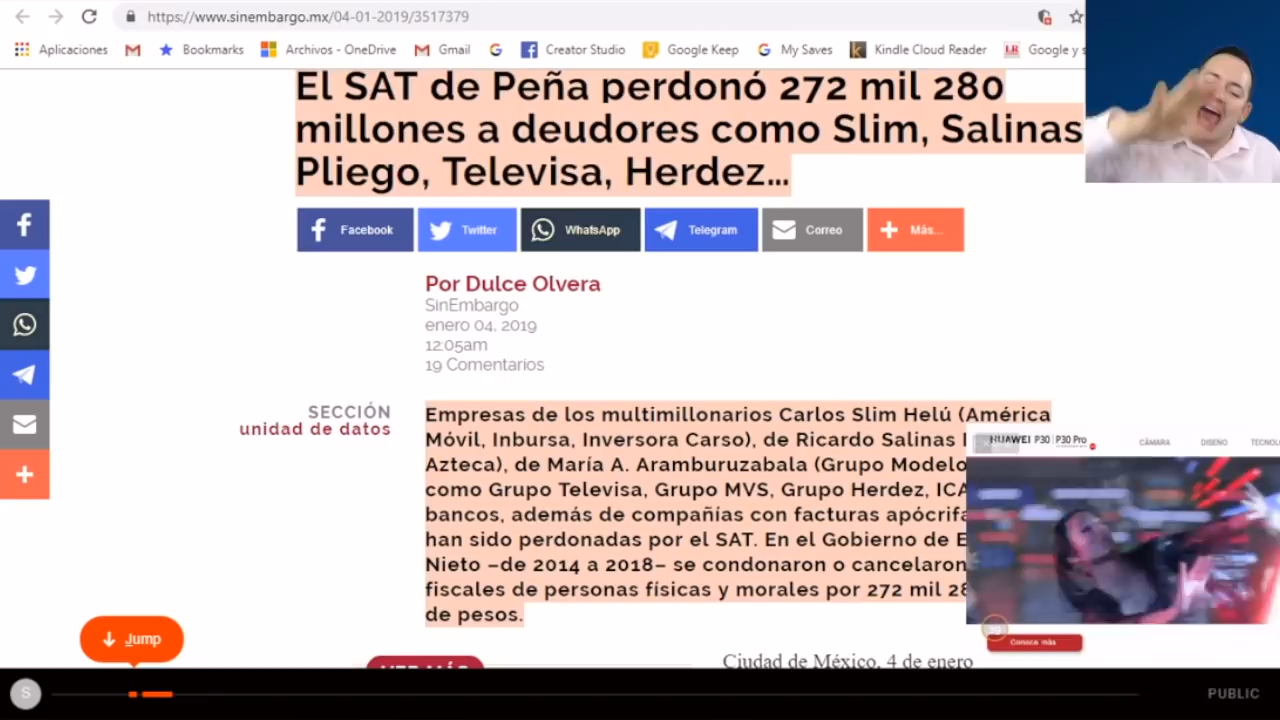 https://www.sinembargo.mx/04-01-2019/3517379
Aplicaciones Bookmarks Archivos - OneDrive Gmail Creator Studio Google Keep My Saves Kindle Cloud Reader Google y s
El SAT de Peña perdonó 272 mil 280
millones a deudores como Slim, Salinas
Pliego, Televisa, Herdez...
Facebook Twitter WhatsApp Telegram Correo Más...
Por Dulce Olvera
SinEmbargo
enero 04, 2019
12:05am
19 Comentarios
SECCIÓN
unidad de datos
Empresas de los multimillonarios Carlos Slim Helú (América
Móvil, Inbursa, Inversora Carso), de Ricardo Salinas
Azteca), de María A. Aramburuzabala (Grupo Modelo
como Grupo Televisa, Grupo MVS, Grupo Herdez, ICA
bancos, además de compañías con facturas apócrifa
han sido perdonadas por el SAT. En el Gobierno de E
Nieto –de 2014 a 2018– se condonaron o cancelaron
fiscales de personas físicas y morales por 272 mil 28
de pesos.
HUAWEI P30 | P30 Pro CÂMARA DISEÑO TECNOL
Conoce más
VER MÁS
Ciudad de México, 4 de enero
Jump
S
PUBLIC